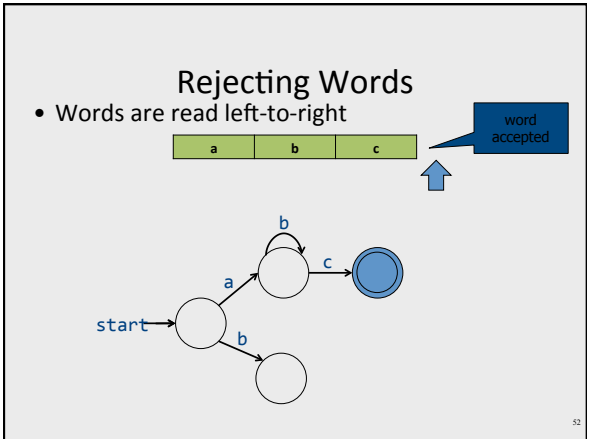 Rejecting Words
• Words are read left-to-right
word
accepted
a b c
b
c
a
start
b
52